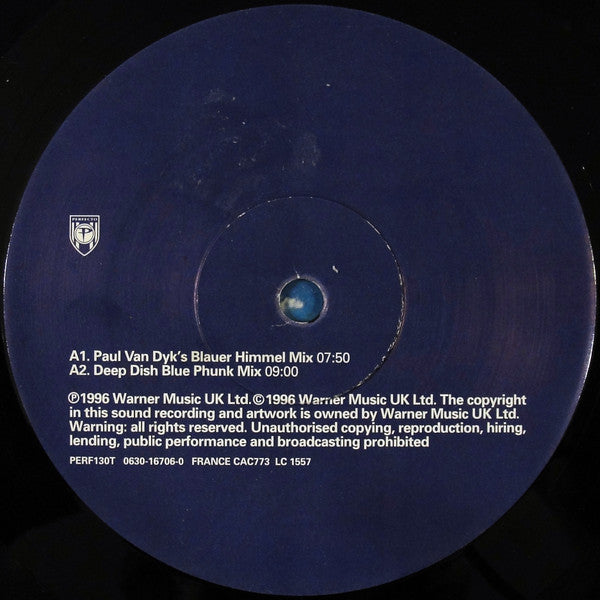 PERFECTO
P
A1. Paul Van Dyk's Blauer Himmel Mix 07:50
A2. Deep Dish Blue Phunk Mix 09:00
℗1996 Warner Music UK Ltd. © 1996 Warner Music UK Ltd. The copyright
in this sound recording and artwork is owned by Warner Music UK Ltd.
Warning: all rights reserved. Unauthorised copying, reproduction, hiring,
lending, public performance and broadcasting prohibited
PERF130T 0630-16706-0 FRANCE CAC773 LC 1557